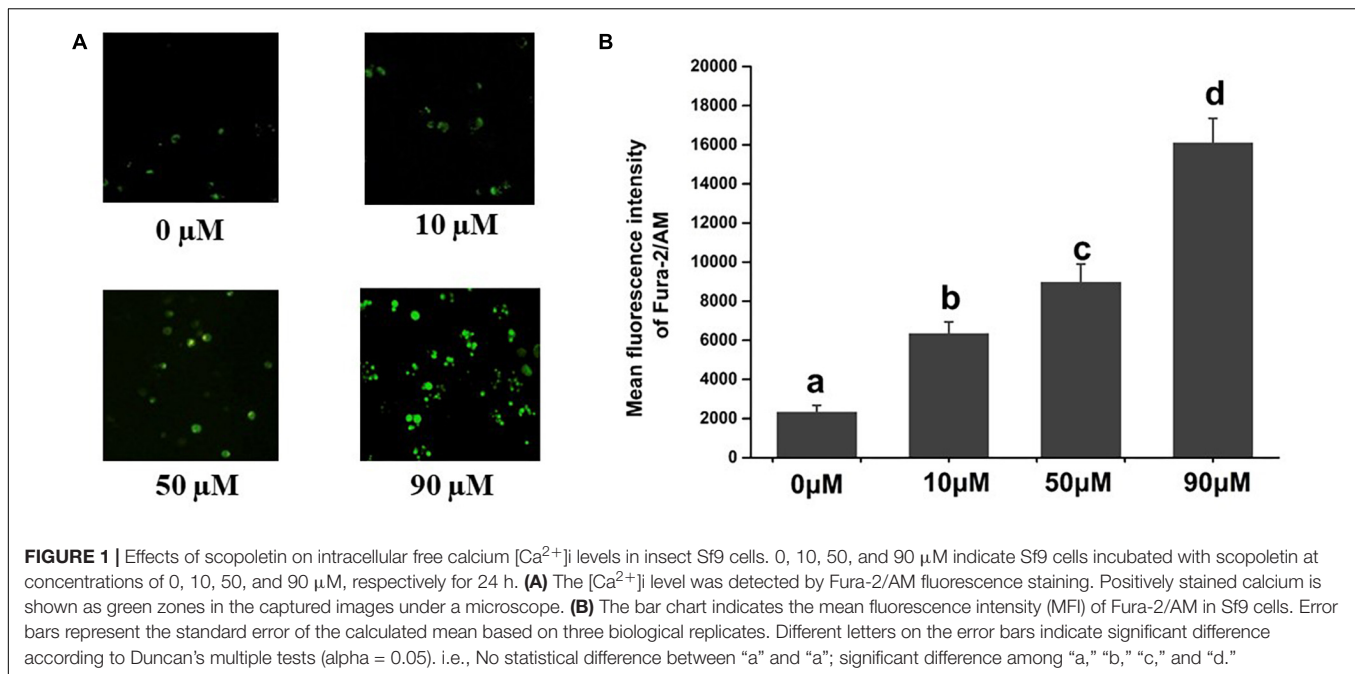 A
0 µM
10 µM
50 µM
90 µM
B
Mean fluorescence intensity
of Fura-2/AM
20000
18000
16000
14000
12000
10000
8000
6000
4000
2000
0
a
b
c
d
0µM
10µM
50µM
90µM
FIGURE 1 | Effects of scopoletin on intracellular free calcium [Ca2+]i levels in insect Sf9 cells. 0, 10, 50, and 90 µM indicate Sf9 cells incubated with scopoletin at
concentrations of 0, 10, 50, and 90 µM, respectively for 24 h. (A) The [Ca2+]i level was detected by Fura-2/AM fluorescence staining. Positively stained calcium is
shown as green zones in the captured images under a microscope. (B) The bar chart indicates the mean fluorescence intensity (MFI) of Fura-2/AM in Sf9 cells. Error
bars represent the standard error of the calculated mean based on three biological replicates. Different letters on the error bars indicate significant difference
according to Duncan’s multiple tests (alpha = 0.05). i.e., No statistical difference between “a” and “a”; significant difference among “a,” “b,” “c,” and “d.”